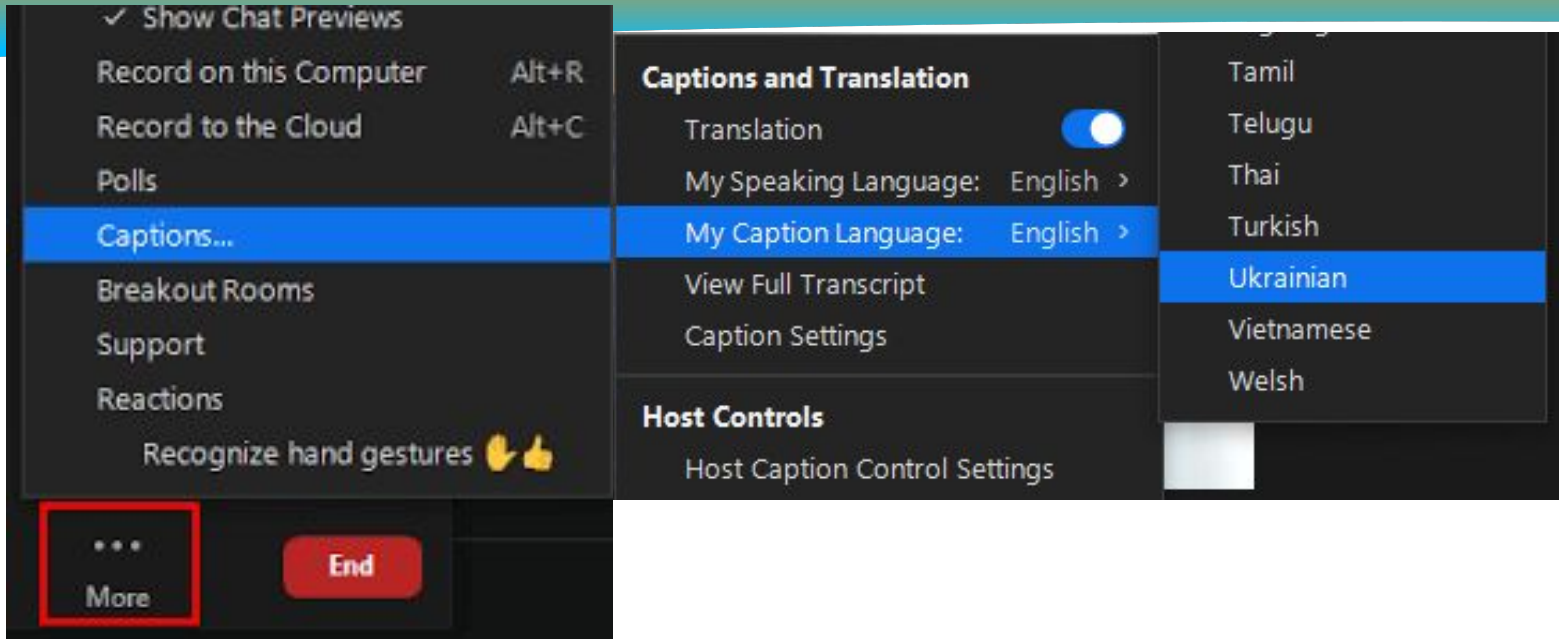 ✓ Show Chat Previews
Record on this Computer Alt+R
Record to the Cloud Alt+C
Polls
Captions...
Breakout Rooms
Support
Reactions
Recognize hand gestures ✋👍
More
End
Captions and Translation
Translation
My Speaking Language: English >
My Caption Language: English >
View Full Transcript
Caption Settings
Host Controls
Host Caption Control Settings
Tamil
Telugu
Thai
Turkish
Ukrainian
Vietnamese
Welsh